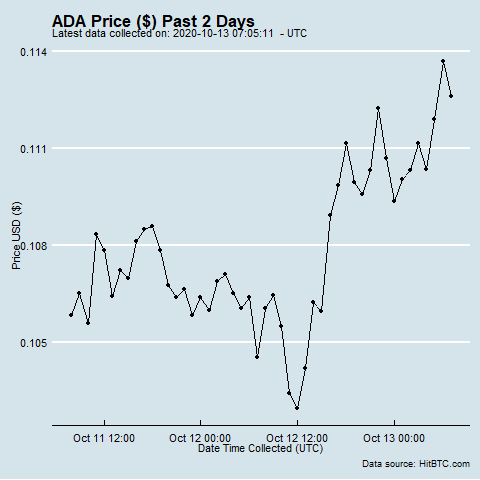 ADA Price ($) Past 2 Days
Latest data collected on: 2020-10-13 07:05:11 - UTC
0.114
0.111
0.108
0.105
Price USD ($)
Oct 11 12:00 Oct 12 00:00 Oct 12 12:00 Oct 13 00:00
Date Time Collected (UTC)
Data source: HitBTC.com